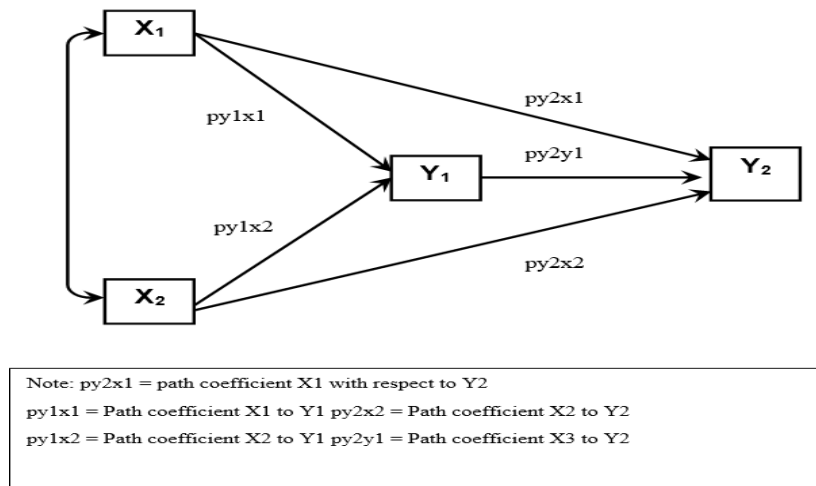 X₁
py2x1
py1x1
py2y1
Y₁
Y₂
py1x2
py2x2
X₂
Note: py2x1 = path coefficient X1 with respect to Y2
py1x1 = Path coefficient X1 to Y1 py2x2 = Path coefficient X2 to Y2
py1x2 = Path coefficient X2 to Y1 py2y1 = Path coefficient X3 to Y2